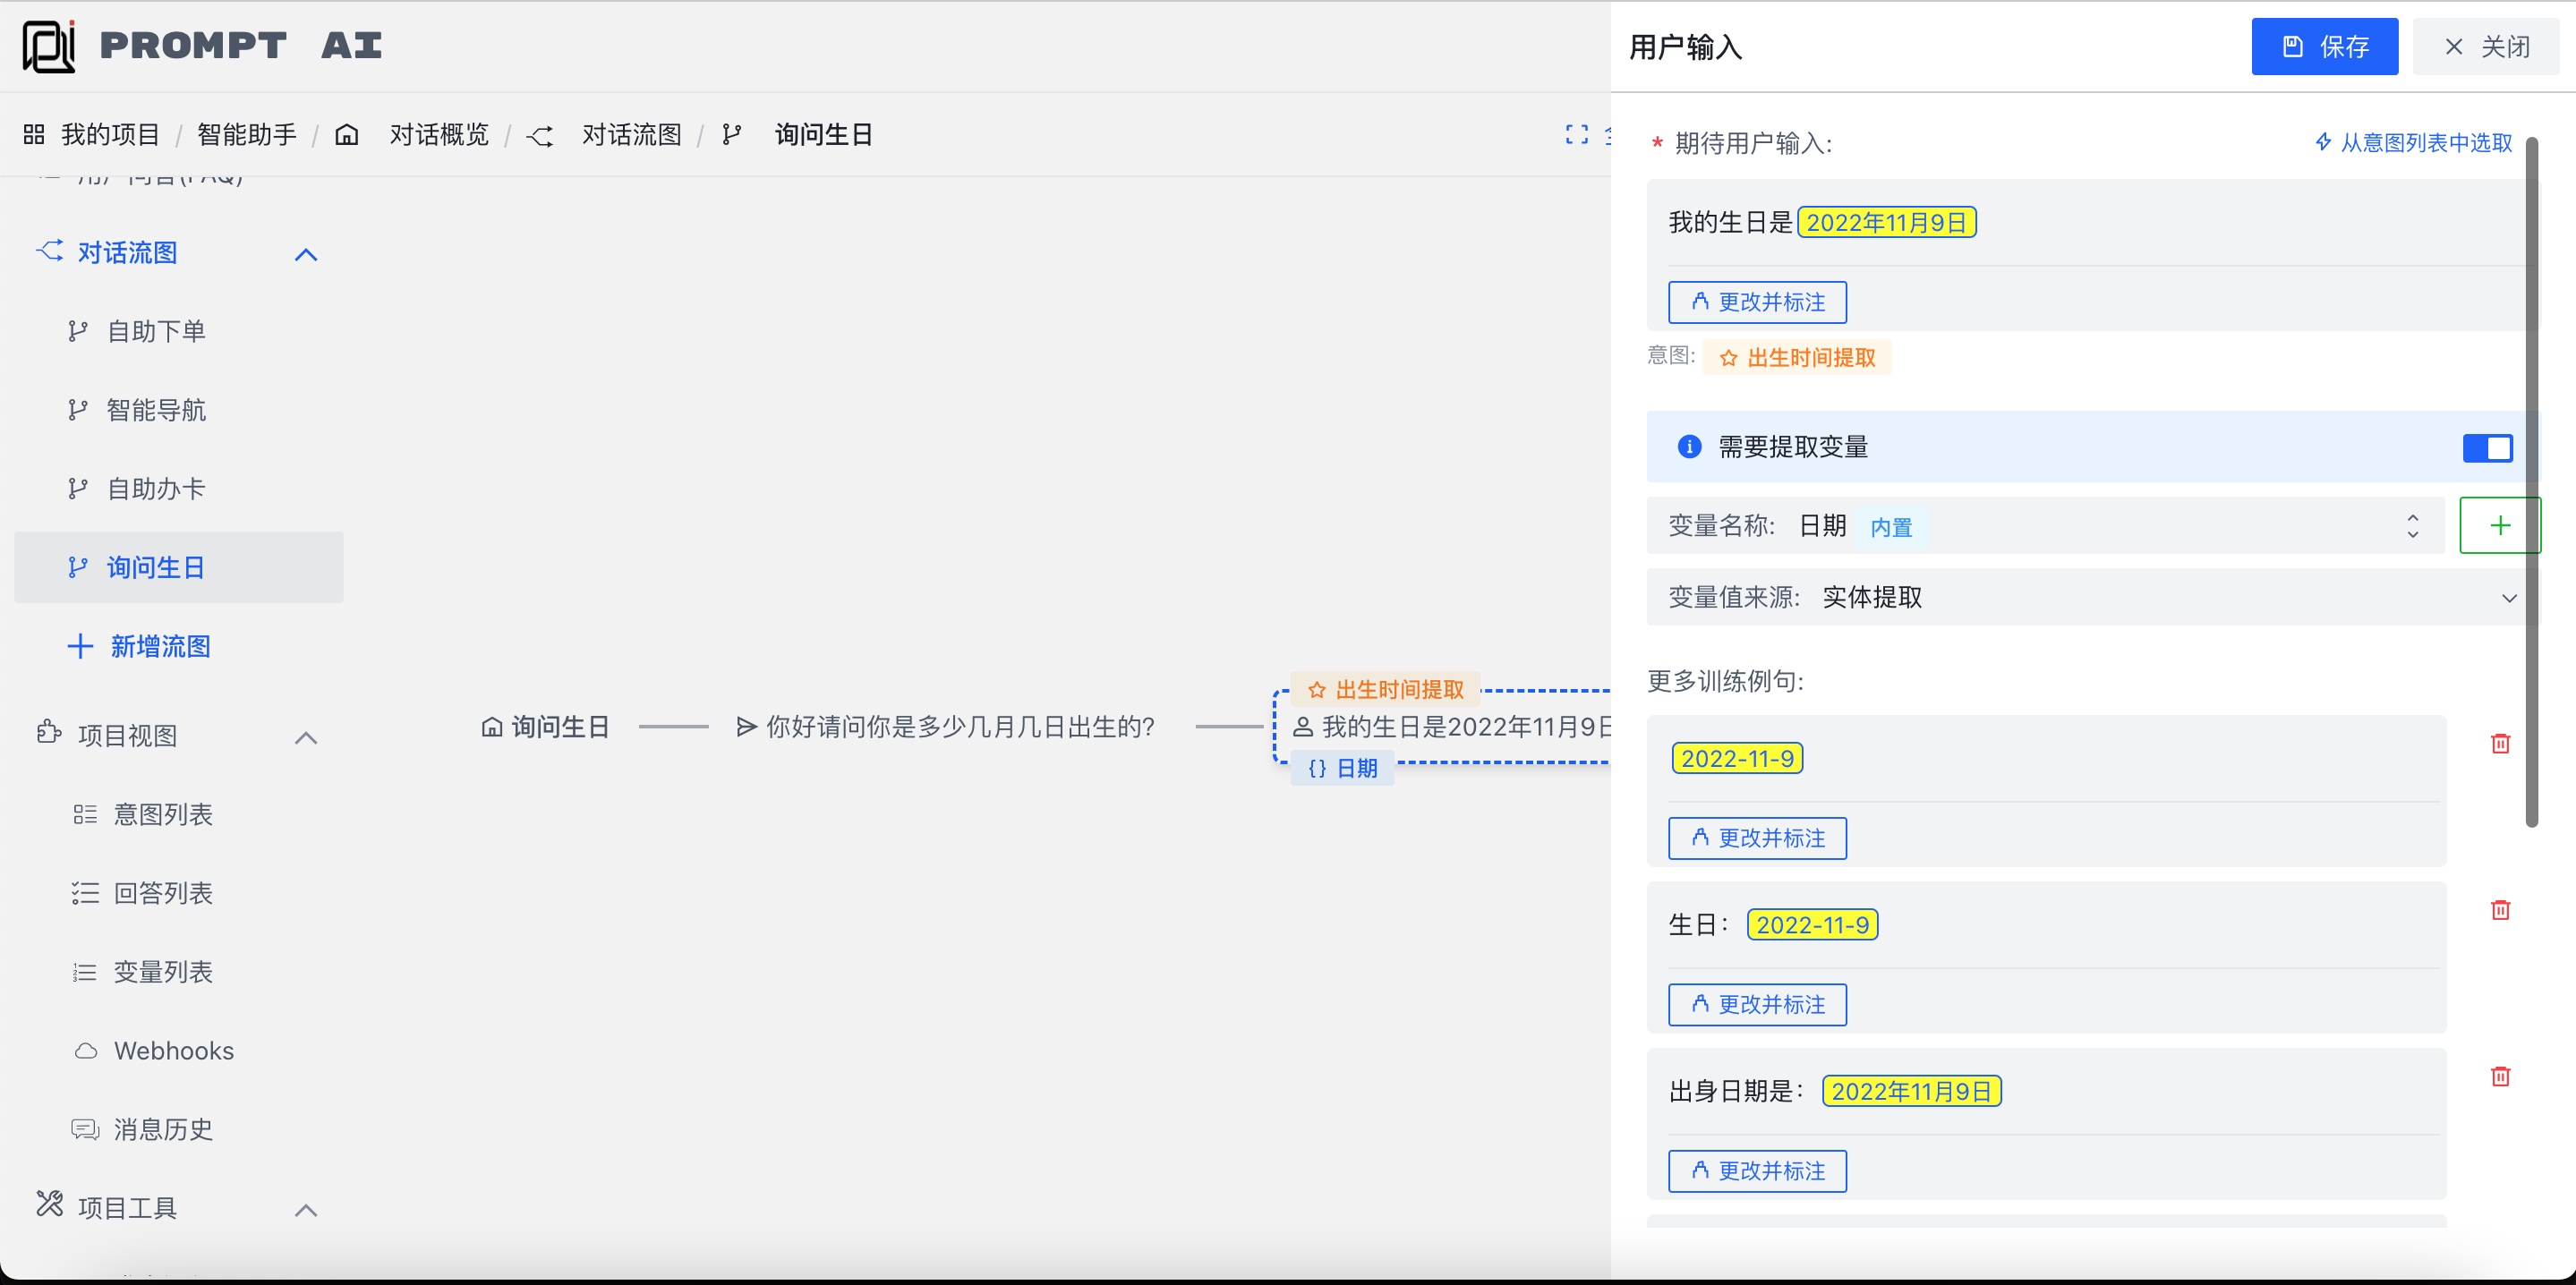 PROMPT AI
我的项目 / 智能助手 / 对话概览 / 对话流图 / 询问生日
用户问答(FAQ)
对话流图
自助下单
智能导航
自助办卡
询问生日
新增流图
项目视图
意图列表
回答列表
变量列表
Webhooks
消息历史
项目工具
询问生日
你好请问你是多少几月几日出生的?
出生时间提取
我的生日是2022年11月9日
{} 日期
用户输入
保存
关闭
* 期待用户输入:
从意图列表中选取
我的生日是 2022年11月9日
更改并标注
意图: 出生时间提取
需要提取变量
变量名称: 日期 内置
变量值来源: 实体提取
更多训练例句:
2022-11-9
更改并标注
生日： 2022-11-9
更改并标注
出身日期是： 2022年11月9日
更改并标注